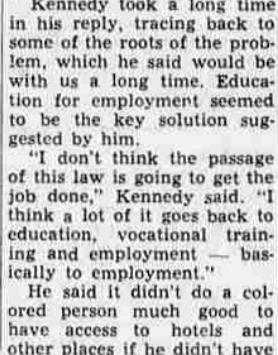 Kennedy took a long time
in his reply, tracing back to
some of the roots of the prob-
lem, which he said would be
with us a long time. Educa-
tion for employment seemed
to be the key solution sug-
gested by him.
"I don't think the passage
of this law is going to get the
job done," Kennedy said. "I
think a lot of it goes back to
education, vocational train-
ing and employment — bas-
ically to employment."
He said it didn't do a col-
ored person much good to
have access to hotels and
other places if he didn't have